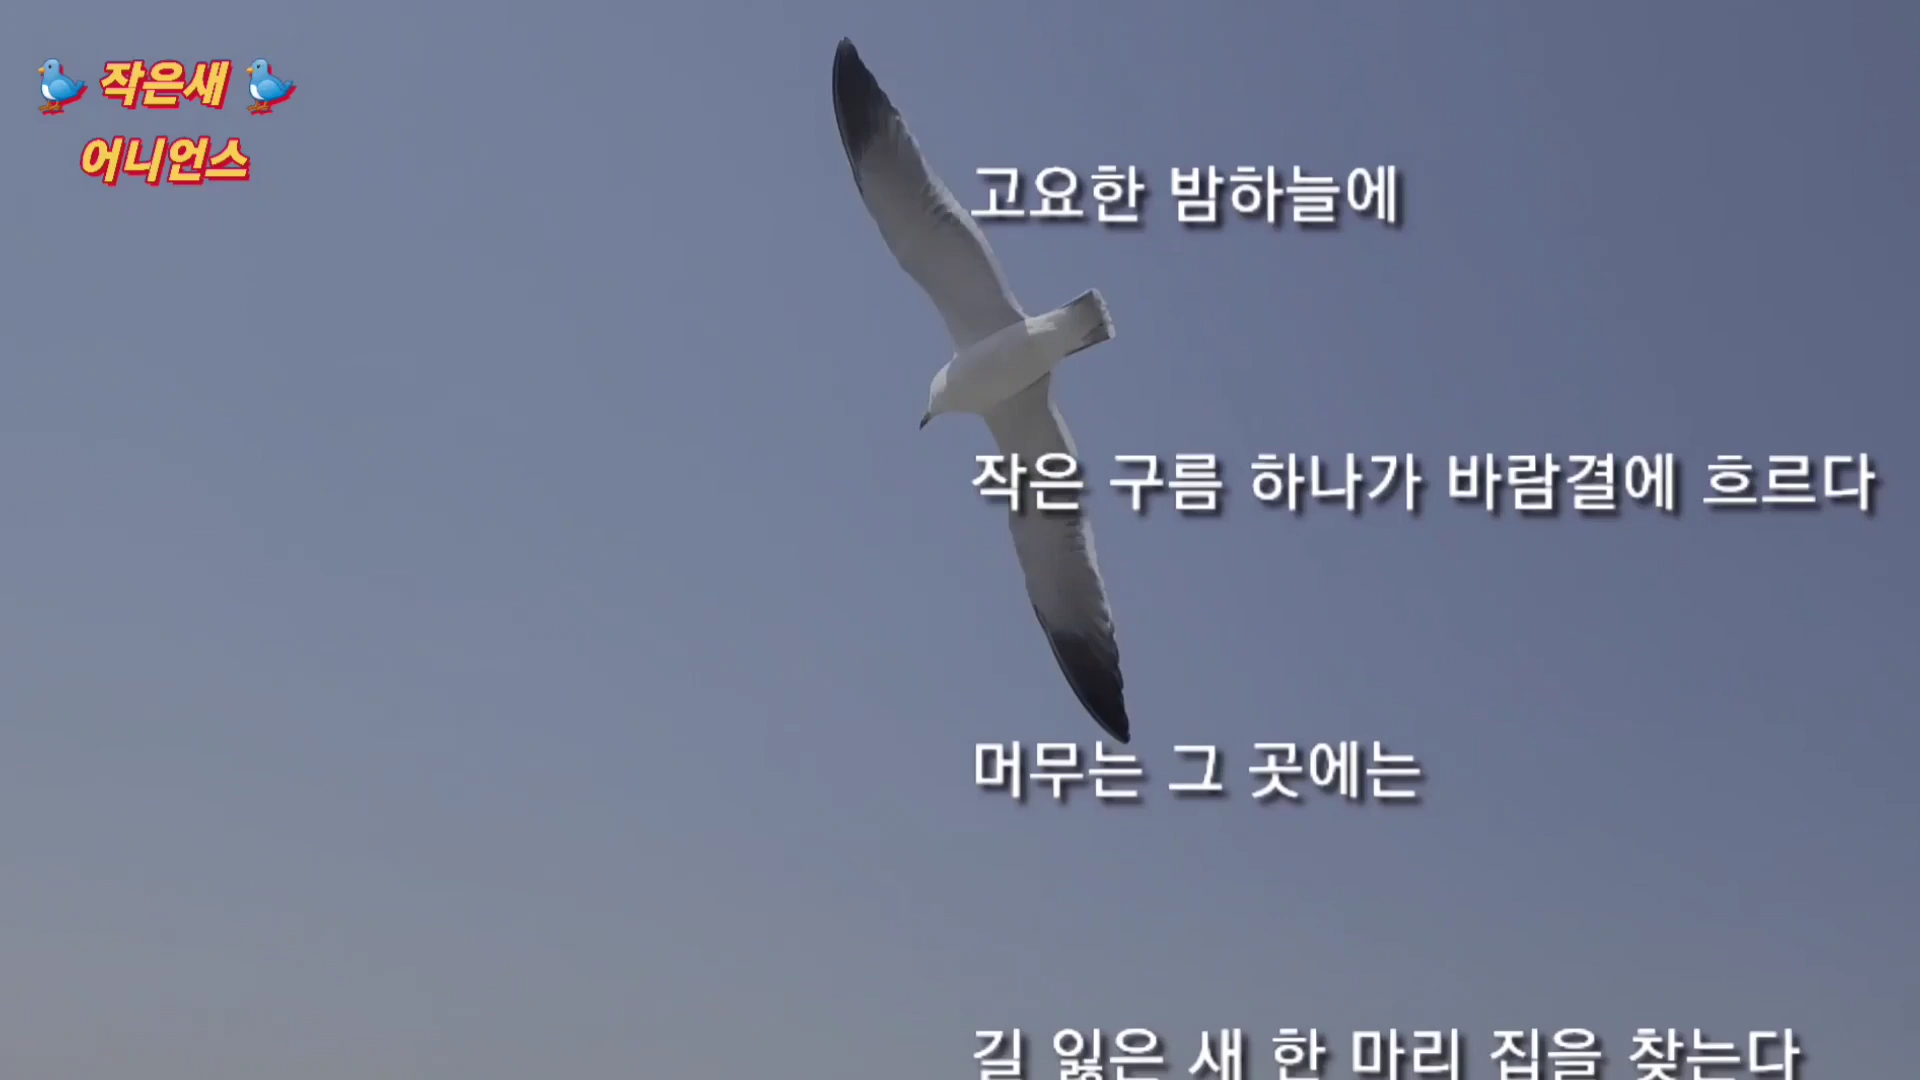 작은새
어니언스
고요한 밤하늘에
작은 구름 하나가 바람결에 흐르다
머무는 그 곳에는
길 잃은 새 한 마리 집을 찾는다